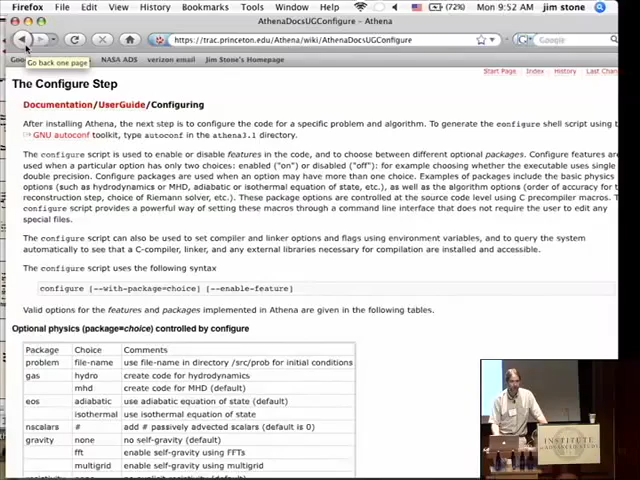 Firefox File Edit View History Bookmarks Tools Window Help (72%) Mon 9:52 AM jim stone
AthenaDocsUGConfigure – Athena
https://trac.princeton.edu/Athena/wiki/AthenaDocsUGConfigure
Google
Go back one page
NASA ADS verizon email Jim Stone's Homepage
Start Page Index History Last Chan
The Configure Step
Documentation/UserGuide/Configuring
After installing Athena, the next step is to configure the code for a specific problem and algorithm. To generate the configure shell script using t
GNU autoconf toolkit, type autoconf in the athena3.1 directory.
The configure script is used to enable or disable features in the code, and to choose between different optional packages. Configure features are
used when a particular option has only two choices: enabled ("on") or disabled ("off"): for example choosing whether the executable uses single
double precision. Configure packages are used when an option may have more than one choice. Examples of packages include the basic physics
options (such as hydrodynamics or MHD, adiabatic or isothermal equation of state, etc.), as well as the algorithm options (order of accuracy for t
reconstruction step, choice of Riemann solver, etc.). These package options are controlled at the source code level using C precompiler macros. T
configure script provides a powerful way of setting these macros through a command line interface that does not require the user to edit any
special files.
The configure script can also be used to set compiler and linker options and flags using environment variables, and to query the system
automatically to see that a C-compiler, linker, and any external libraries necessary for compilation are installed and accessible.
The configure script uses the following syntax
configure [--with-package=choice] [--enable-feature]
Valid options for the features and packages implemented in Athena are given in the following tables.
Optional physics (package=choice) controlled by configure
Package Choice Comments
problem file-name use file-name in directory /src/prob for initial conditions
gas hydro create code for hydrodynamics
mhd create code for MHD (default)
eos adiabatic use adiabatic equation of state (default)
isothermal use isothermal equation of state
nscalars # add # passively advected scalars (default is 0)
gravity none no self-gravity (default)
fft enable self-gravity using FFTs
multigrid enable self-gravity using multigrid
INSTITUTE